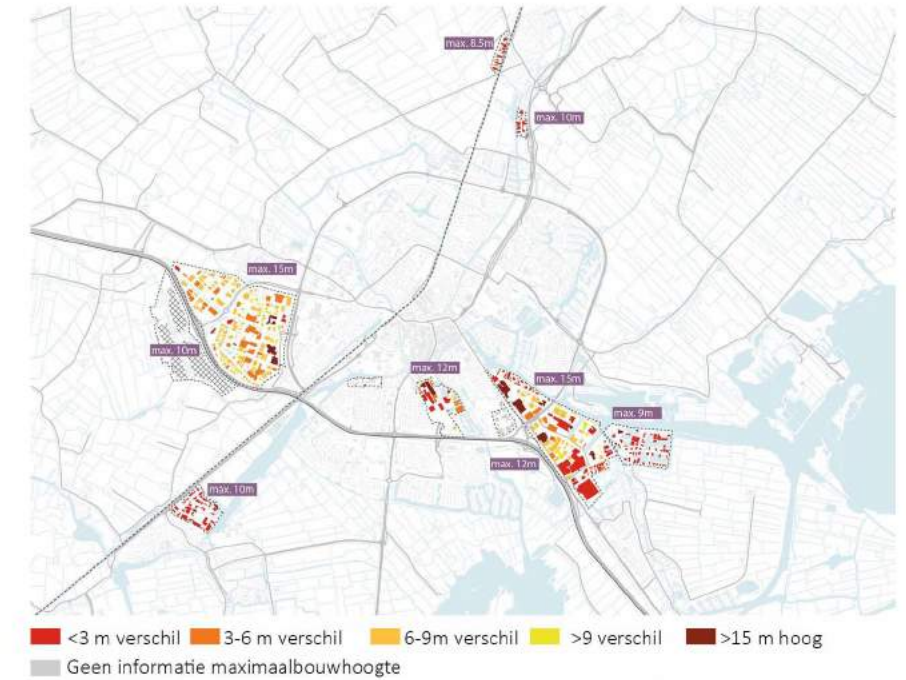 max. 8.5m
max. 10m
max. 15m
max. 10m
max. 12m
max. 15m
max. 9m
max. 12m
max. 10m
<3 m verschil 3-6 m verschil 6-9m verschil >9 verschil >15 m hoog
Geen informatie maximaalbouwhoogte